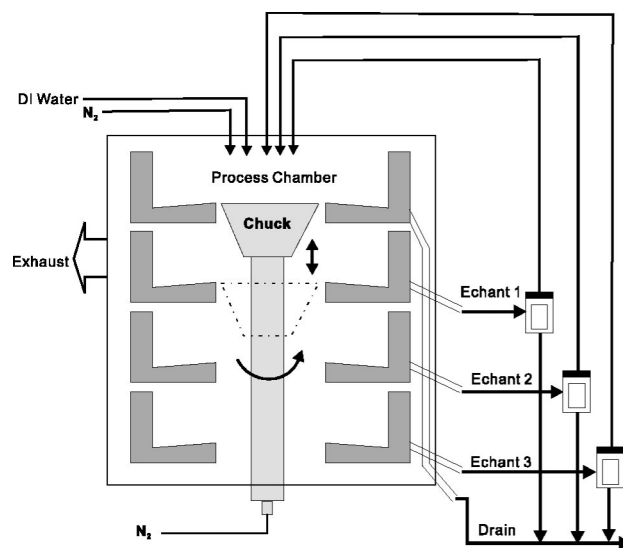 DI Water
N₂
Process Chamber
Chuck
Exhaust
Echant 1
Echant 2
Echant 3
N₂
Drain